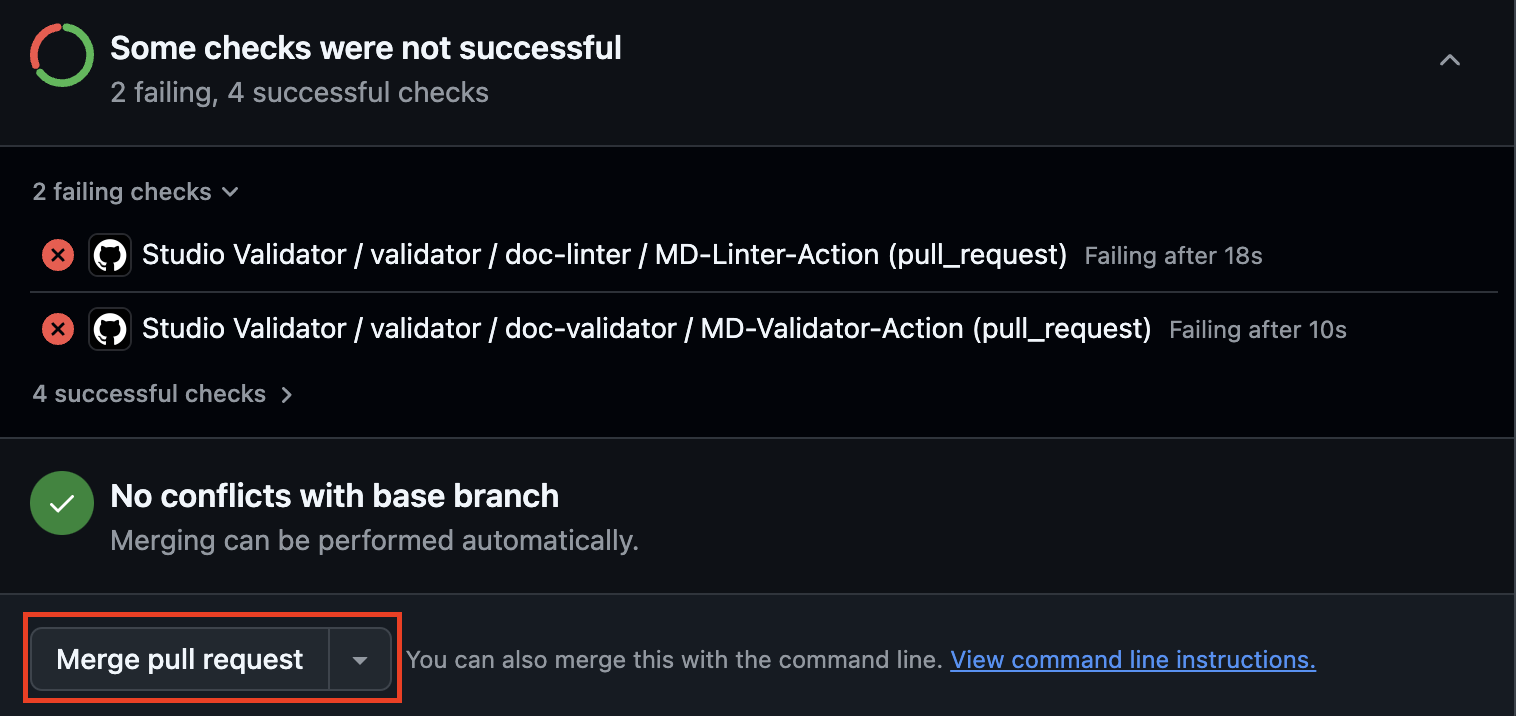 Some checks were not successful
2 failing, 4 successful checks
2 failing checks
Studio Validator / validator / doc-linter / MD-Linter-Action (pull_request) Failing after 18s
Studio Validator / validator / doc-validator / MD-Validator-Action (pull_request) Failing after 10s
4 successful checks
No conflicts with base branch
Merging can be performed automatically.
Merge pull request You can also merge this with the command line. View command line instructions.